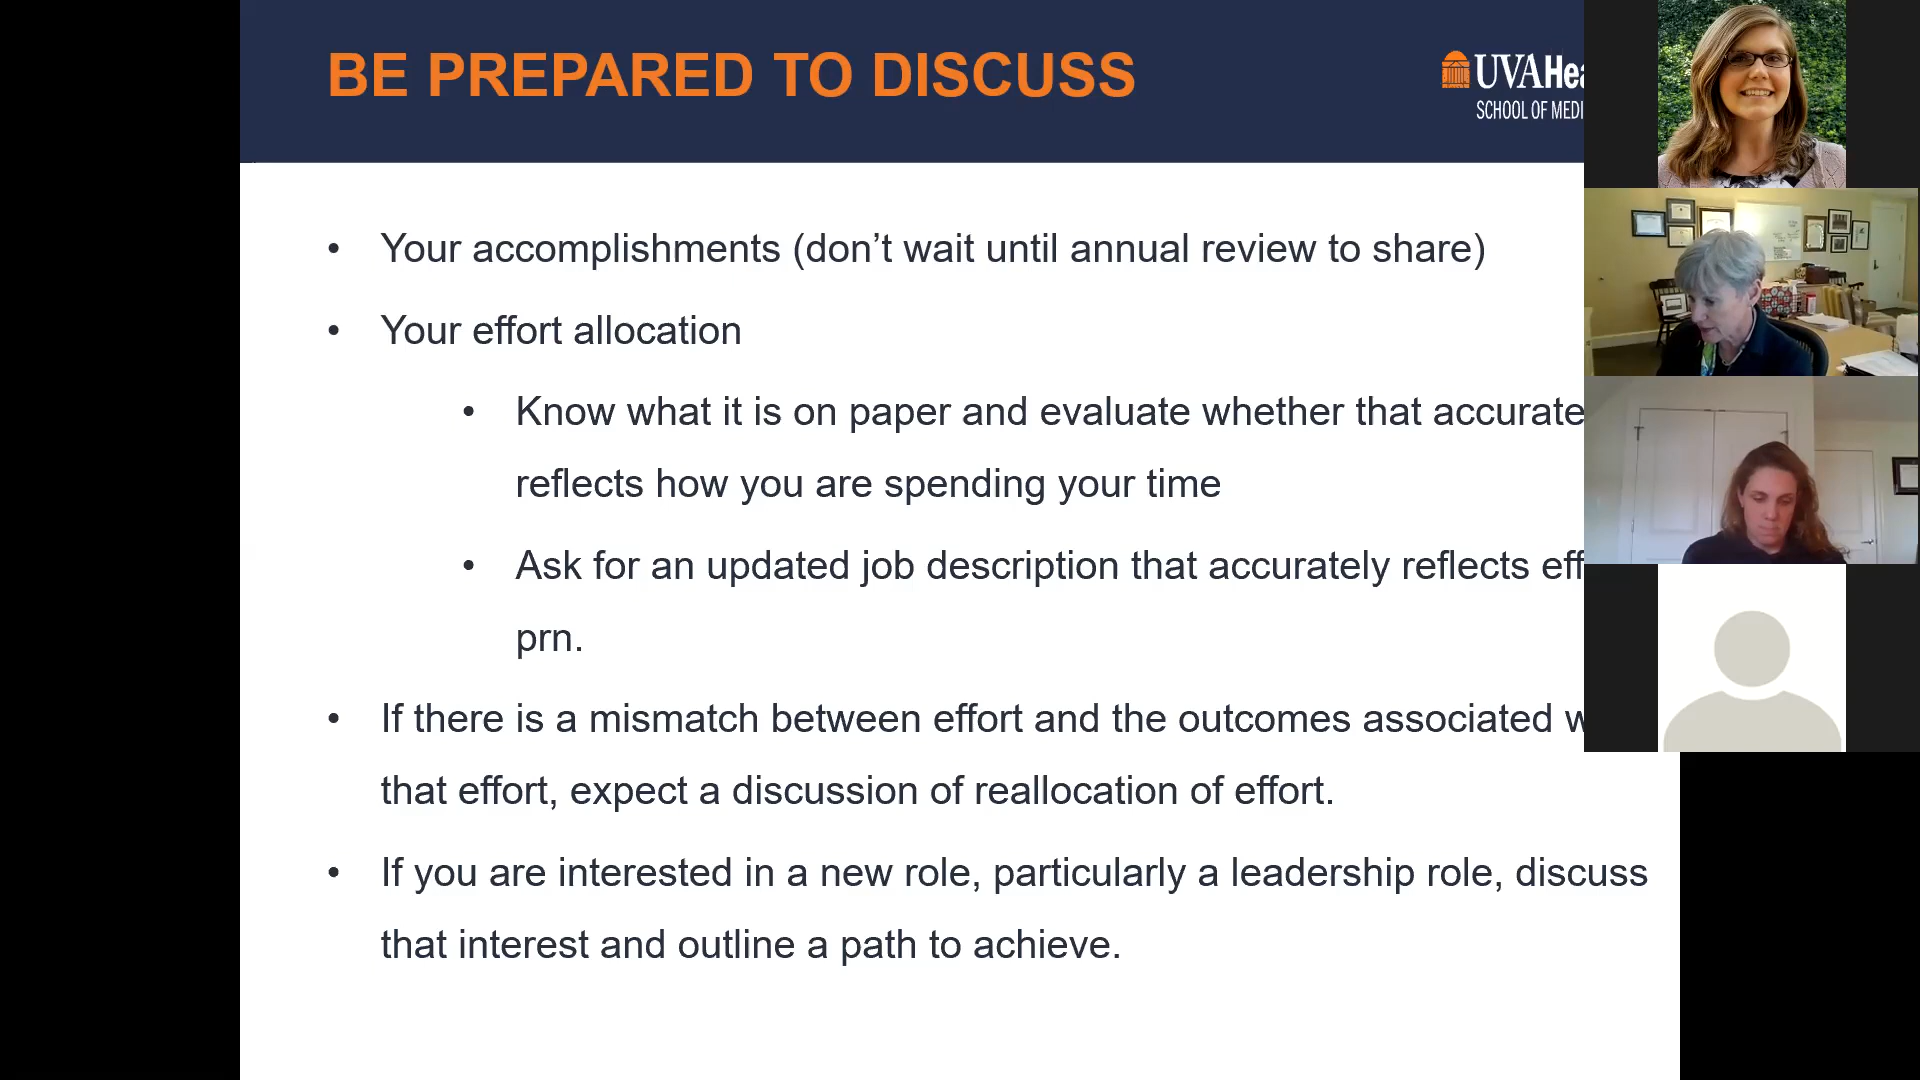 BE PREPARED TO DISCUSS
UVAHea
SCHOOL OF MEDI
• Your accomplishments (don’t wait until annual review to share)
• Your effort allocation
• Know what it is on paper and evaluate whether that accurate
reflects how you are spending your time
• Ask for an updated job description that accurately reflects eff
prn.
• If there is a mismatch between effort and the outcomes associated w
that effort, expect a discussion of reallocation of effort.
• If you are interested in a new role, particularly a leadership role, discuss
that interest and outline a path to achieve.